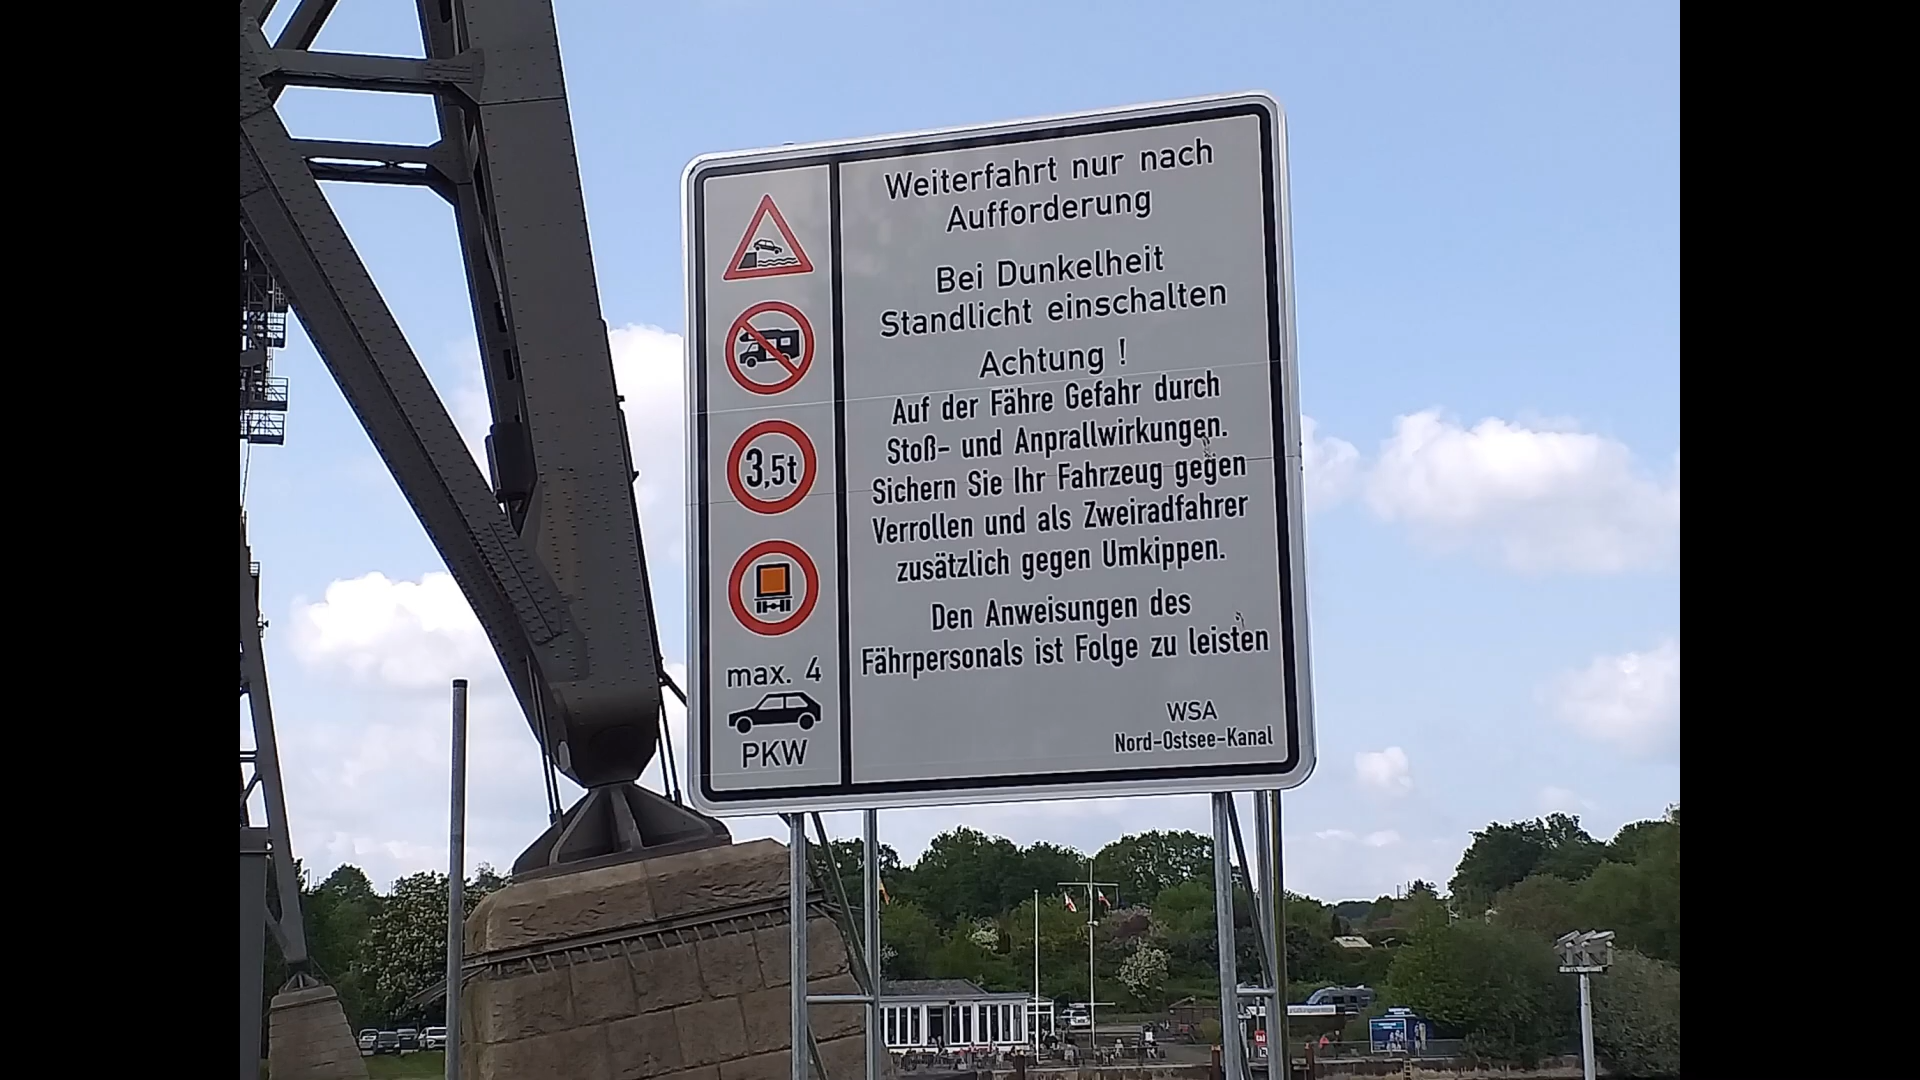 Weiterfahrt nur nach
Aufforderung
Bei Dunkelheit
Standlicht einschalten
Achtung !
Auf der Fähre Gefahr durch
Stoß- und Anprallwirkungen.
Sichern Sie Ihr Fahrzeug gegen
Verrollen und als Zweiradfahrer
zusätzlich gegen Umkippen.
Den Anweisungen des
Fährpersonals ist Folge zu leisten
WSA
Nord-Ostsee-Kanal
3,5t
max. 4
PKW